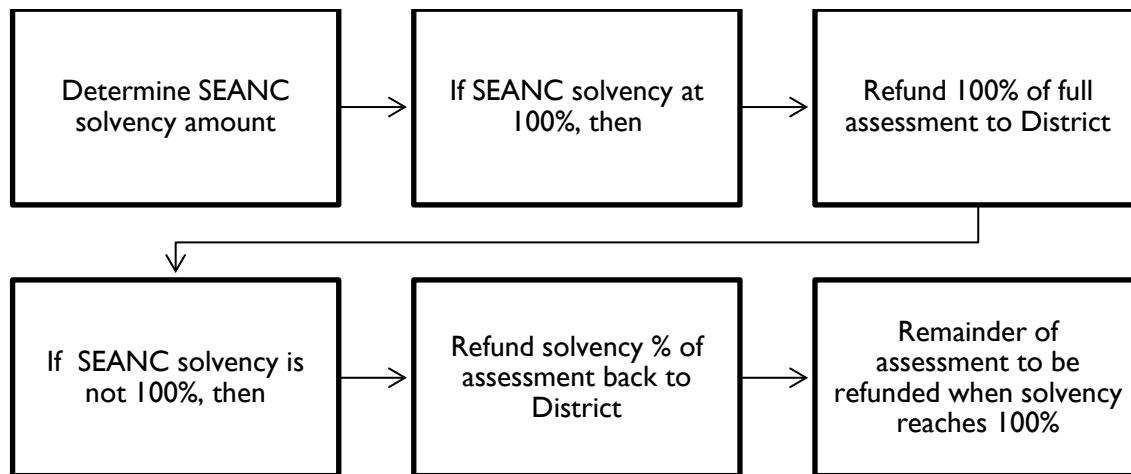 Determine SEANC
solvency amount
If SEANC solvency at
100%, then
Refund 100% of full
assessment to District
If  SEANC solvency is
not 100%, then
Refund solvency % of
assessment back to
District
Remainder of
assessment to be
refunded when solvency
reaches 100%